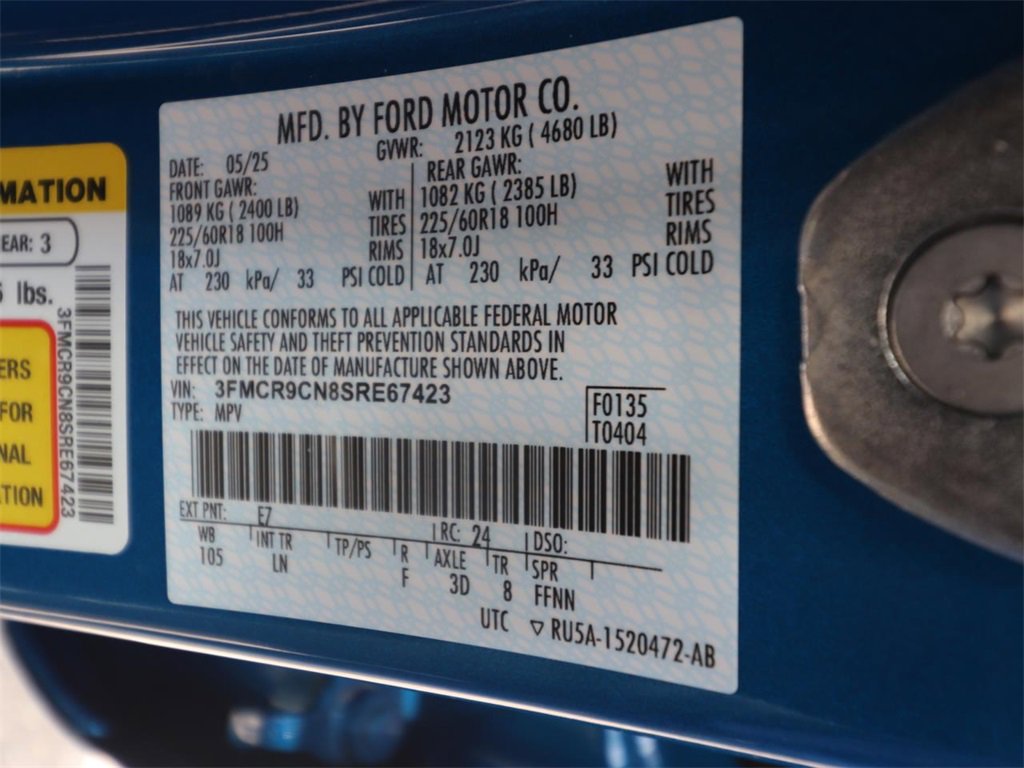 MATION
EAR: 3
lbs.
3FMCR9CN8SRE67423
ERS
FOR
NAL
TION
MFD. BY FORD MOTOR CO.
DATE: 05/25 GVWR: 2123 KG ( 4680 LB)
FRONT GAWR: REAR GAWR:
1089 KG ( 2400 LB) WITH 1082 KG ( 2385 LB) WITH
225/60R18 100H TIRES 225/60R18 100H TIRES
18x7.0J RIMS 18x7.0J RIMS
AT 230 kPa/ 33 PSI COLD AT 230 kPa/ 33 PSI COLD
THIS VEHICLE CONFORMS TO ALL APPLICABLE FEDERAL MOTOR
VEHICLE SAFETY AND THEFT PREVENTION STANDARDS IN
EFFECT ON THE DATE OF MANUFACTURE SHOWN ABOVE.
VIN: 3FMCR9CN8SRE67423
TYPE: MPV
F0135
T0404
EXT PNT: E7 RC: 24 DSO:
WB INT TR TP/PS R AXLE TR SPR
105 LN F 3D 8 FFNN
UTC ▽ RU5A-1520472-AB